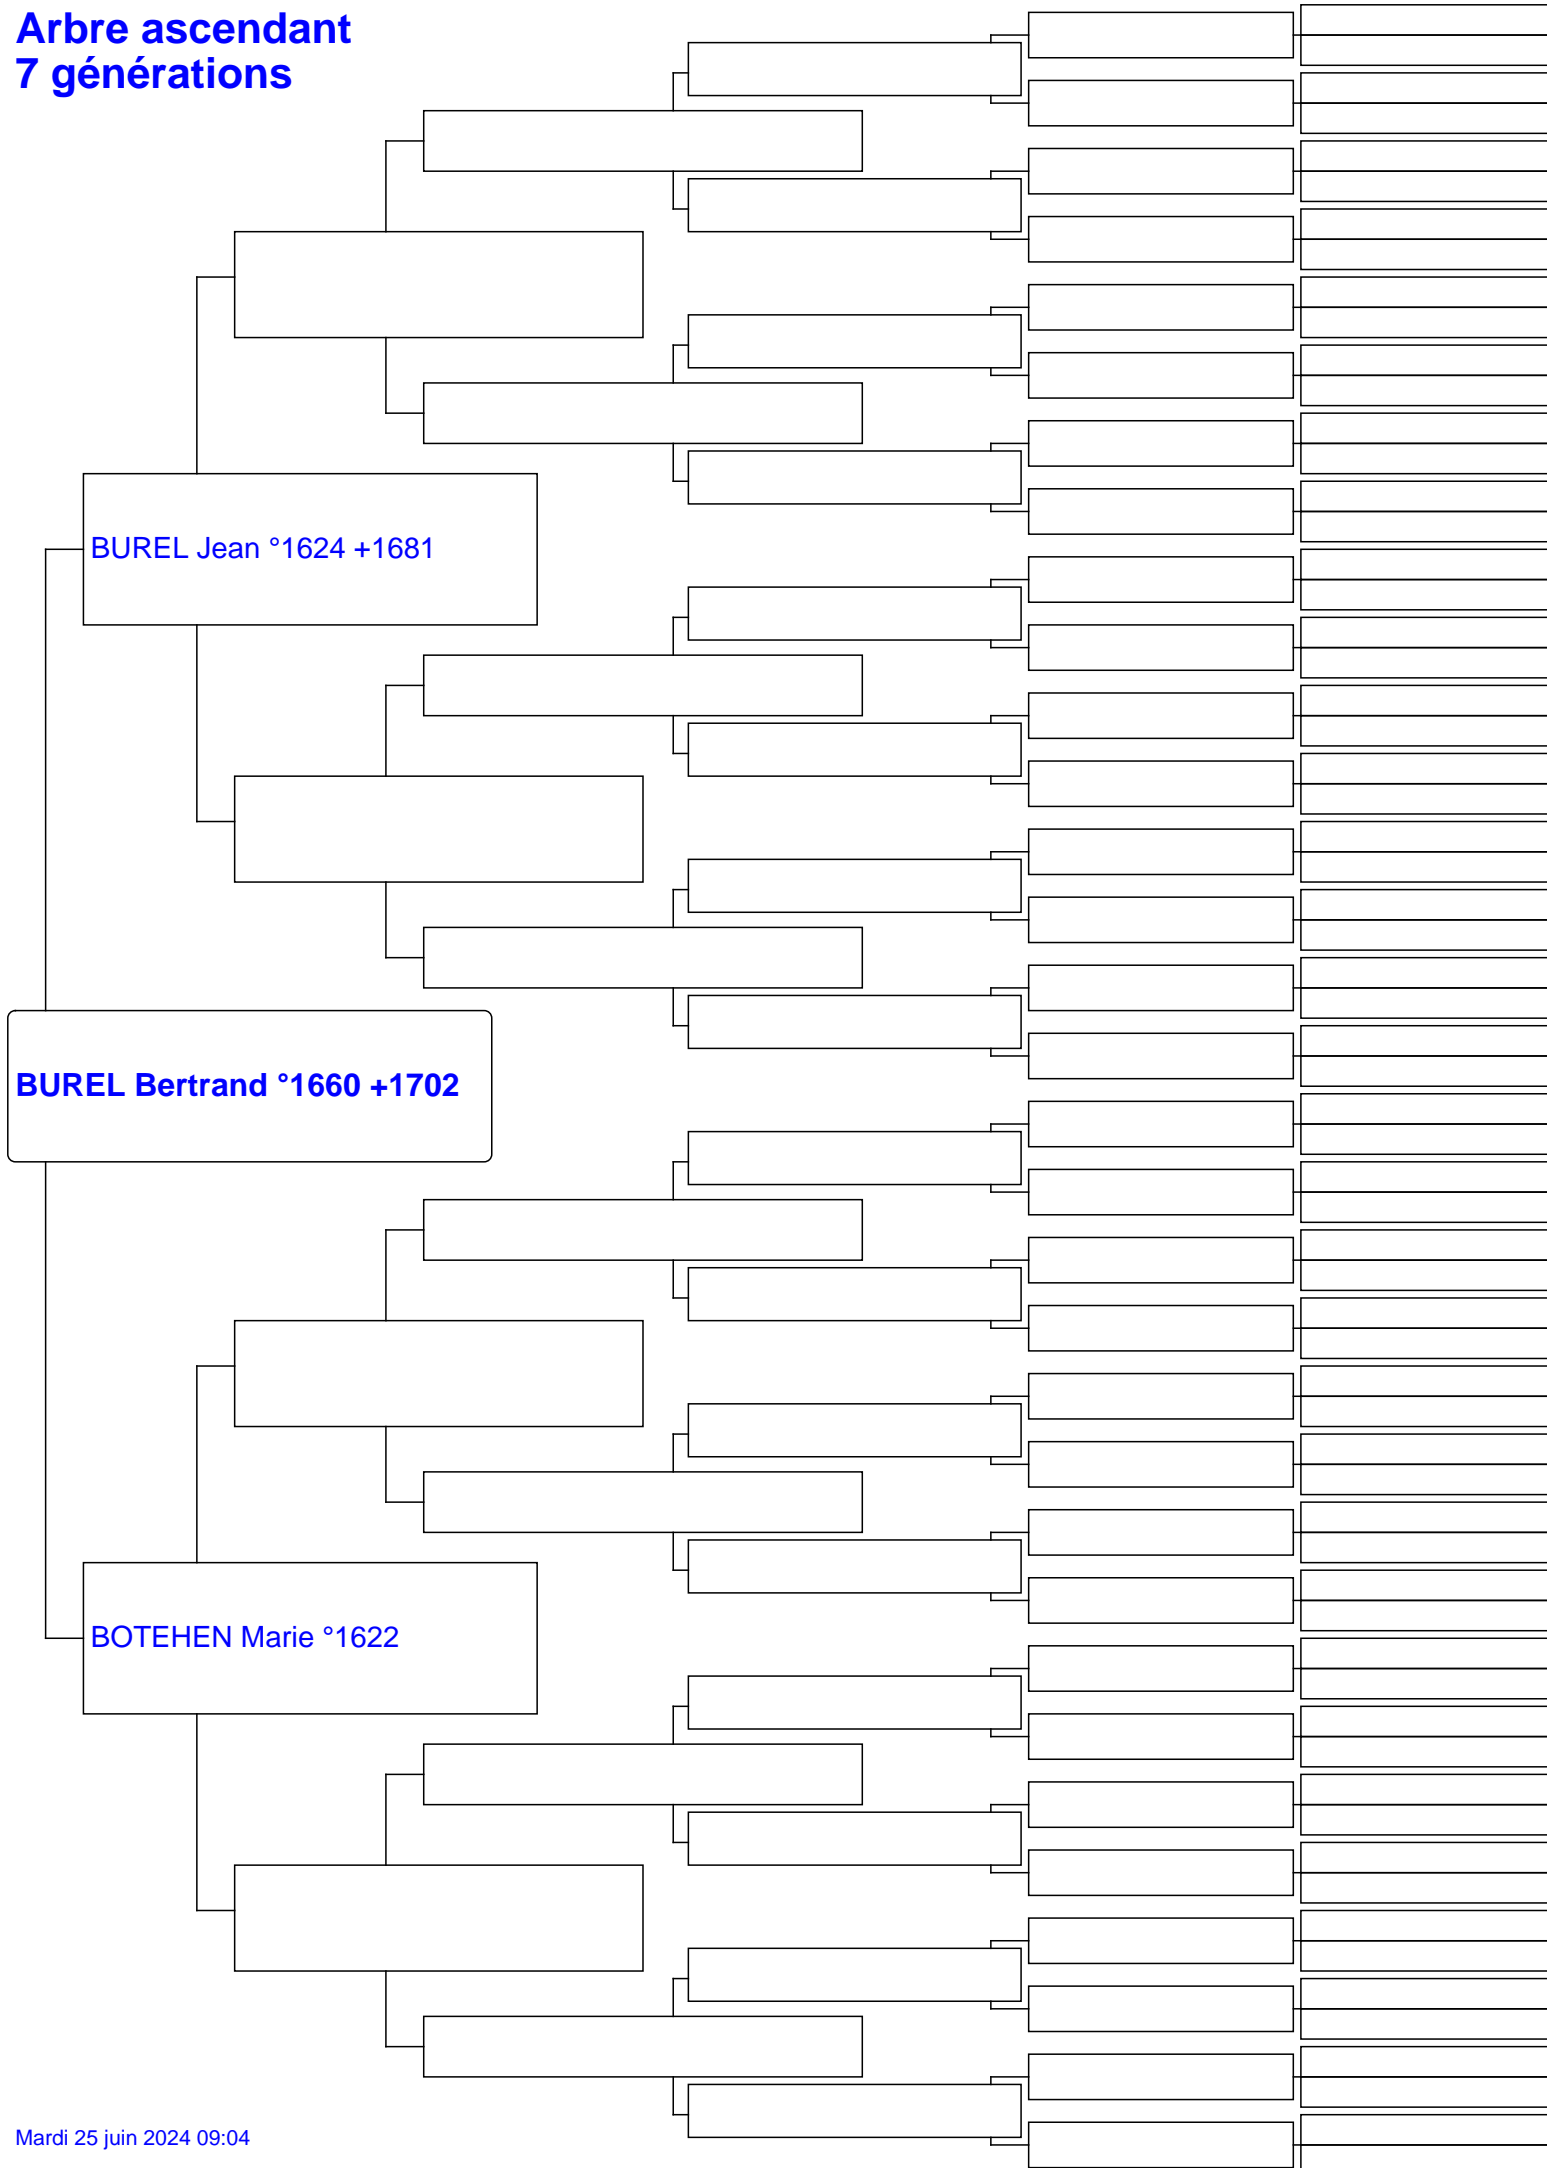 Arbre ascendant
7 générations
BUREL Jean °1624 +1681
BUREL Bertrand °1660 +1702
BOTEHEN Marie °1622
Mardi 25 juin 2024 09:04